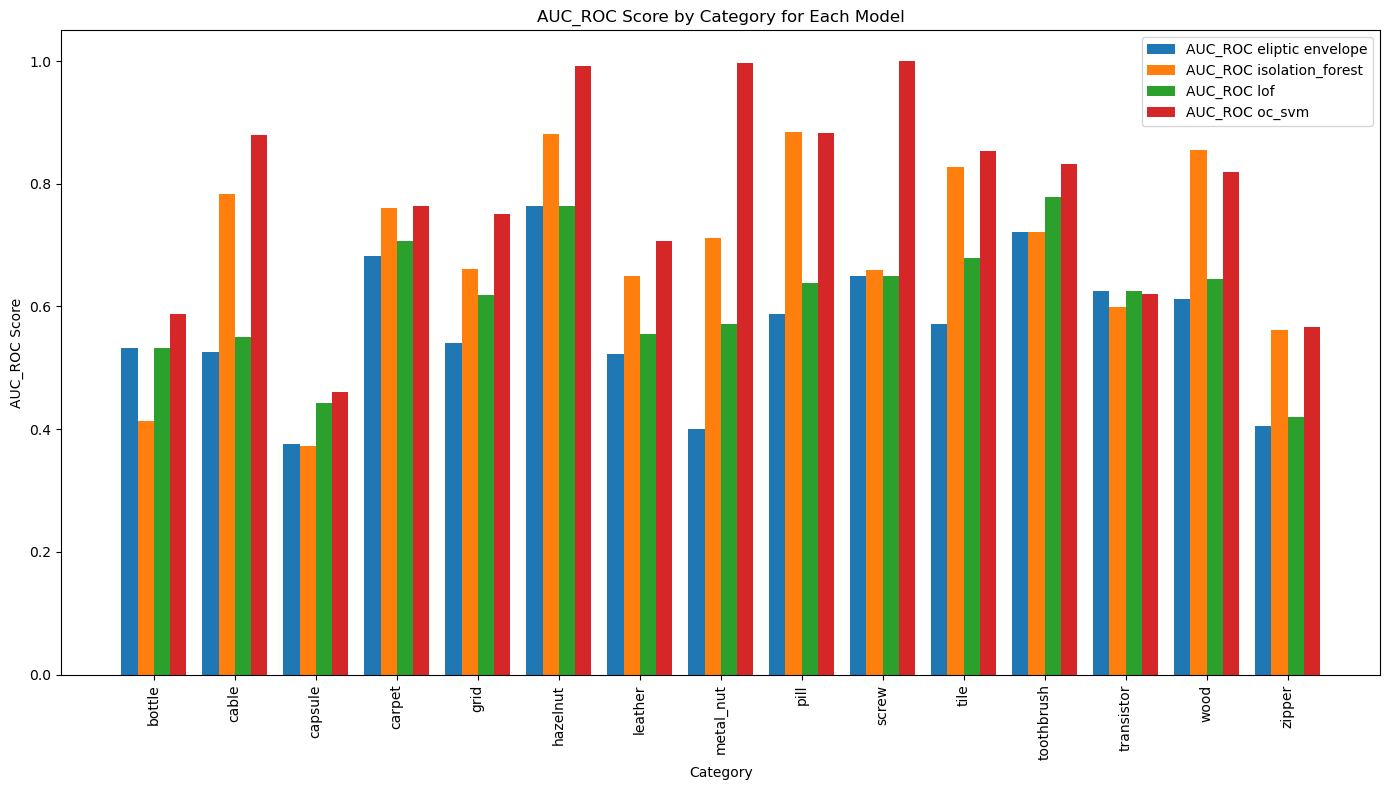 AUC_ROC Score by Category for Each Model
AUC_ROC eliptic envelope
AUC_ROC isolation_forest
AUC_ROC lof
AUC_ROC oc_svm
AUC_ROC Score
1.0
0.8
0.6
0.4
0.2
0.0
bottle
cable
capsule
carpet
grid
hazelnut
leather
metal_nut
pill
screw
tile
toothbrush
transistor
wood
zipper
Category